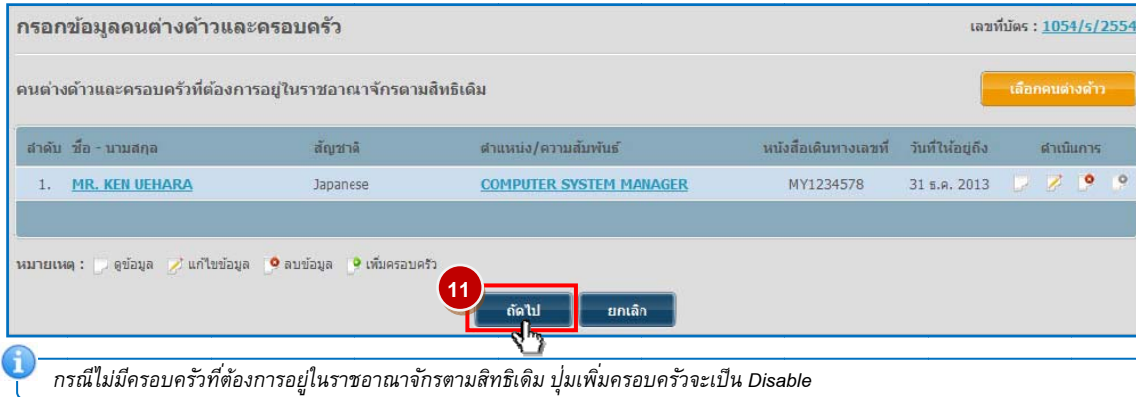 กรอกข้อมูลคนต่างด้าวและครอบครัว เลขที่บัตร : 1054/ร/2554
คนต่างด้าวและครอบครัวที่ต้องการอยู่ในราชอาณาจักรตามสิทธิเดิม เลือกคนต่างด้าว
ลำดับ ชื่อ - นามสกุล สัญชาติ ตำแหน่ง/ความสัมพันธ์ หนังสือเดินทางเลขที่ วันที่ให้อยู่ถึง ดำเนินการ
1. MR. KEN UEHARA Japanese COMPUTER SYSTEM MANAGER MY1234578 31 ธ.ค. 2013
หมายเหตุ : ดูข้อมูล แก้ไขข้อมูล ลบข้อมูล เพิ่มครอบครัว
11
ถัดไป ยกเลิก
กรณีไม่มีครอบครัวที่ต้องการอยู่ในราชอาณาจักรตามสิทธิเดิม ปุ่มเพิ่มครอบครัวจะเป็น Disable